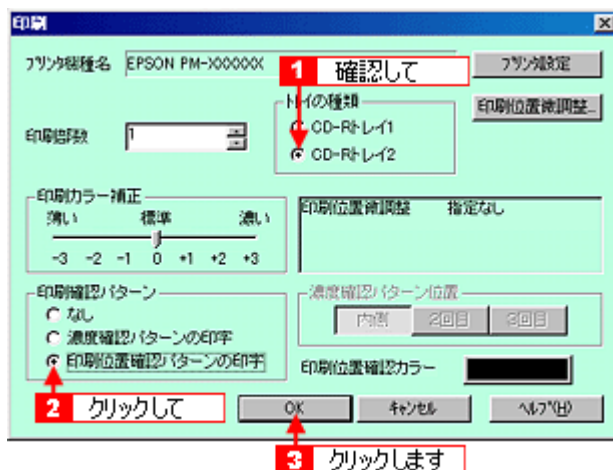 印刷
プリンタ機種名 EPSON PM-XXXXXX プリンタ設定
1 確認して
トレイの種類 印刷位置微調整...
印刷部数 1 CD-Rトレイ1
CD-Rトレイ2
印刷カラー補正 印刷位置微調整 指定なし
薄い 標準 濃い
-3 -2 -1 0 +1 +2 +3
印刷確認パターン 濃度確認パターン位置
なし 内側 2回目 3回目
濃度確認パターンの印字
印刷位置確認パターンの印字 印刷位置確認カラー
2 クリックして OK キャンセル ヘルプ(H)
3 クリックします